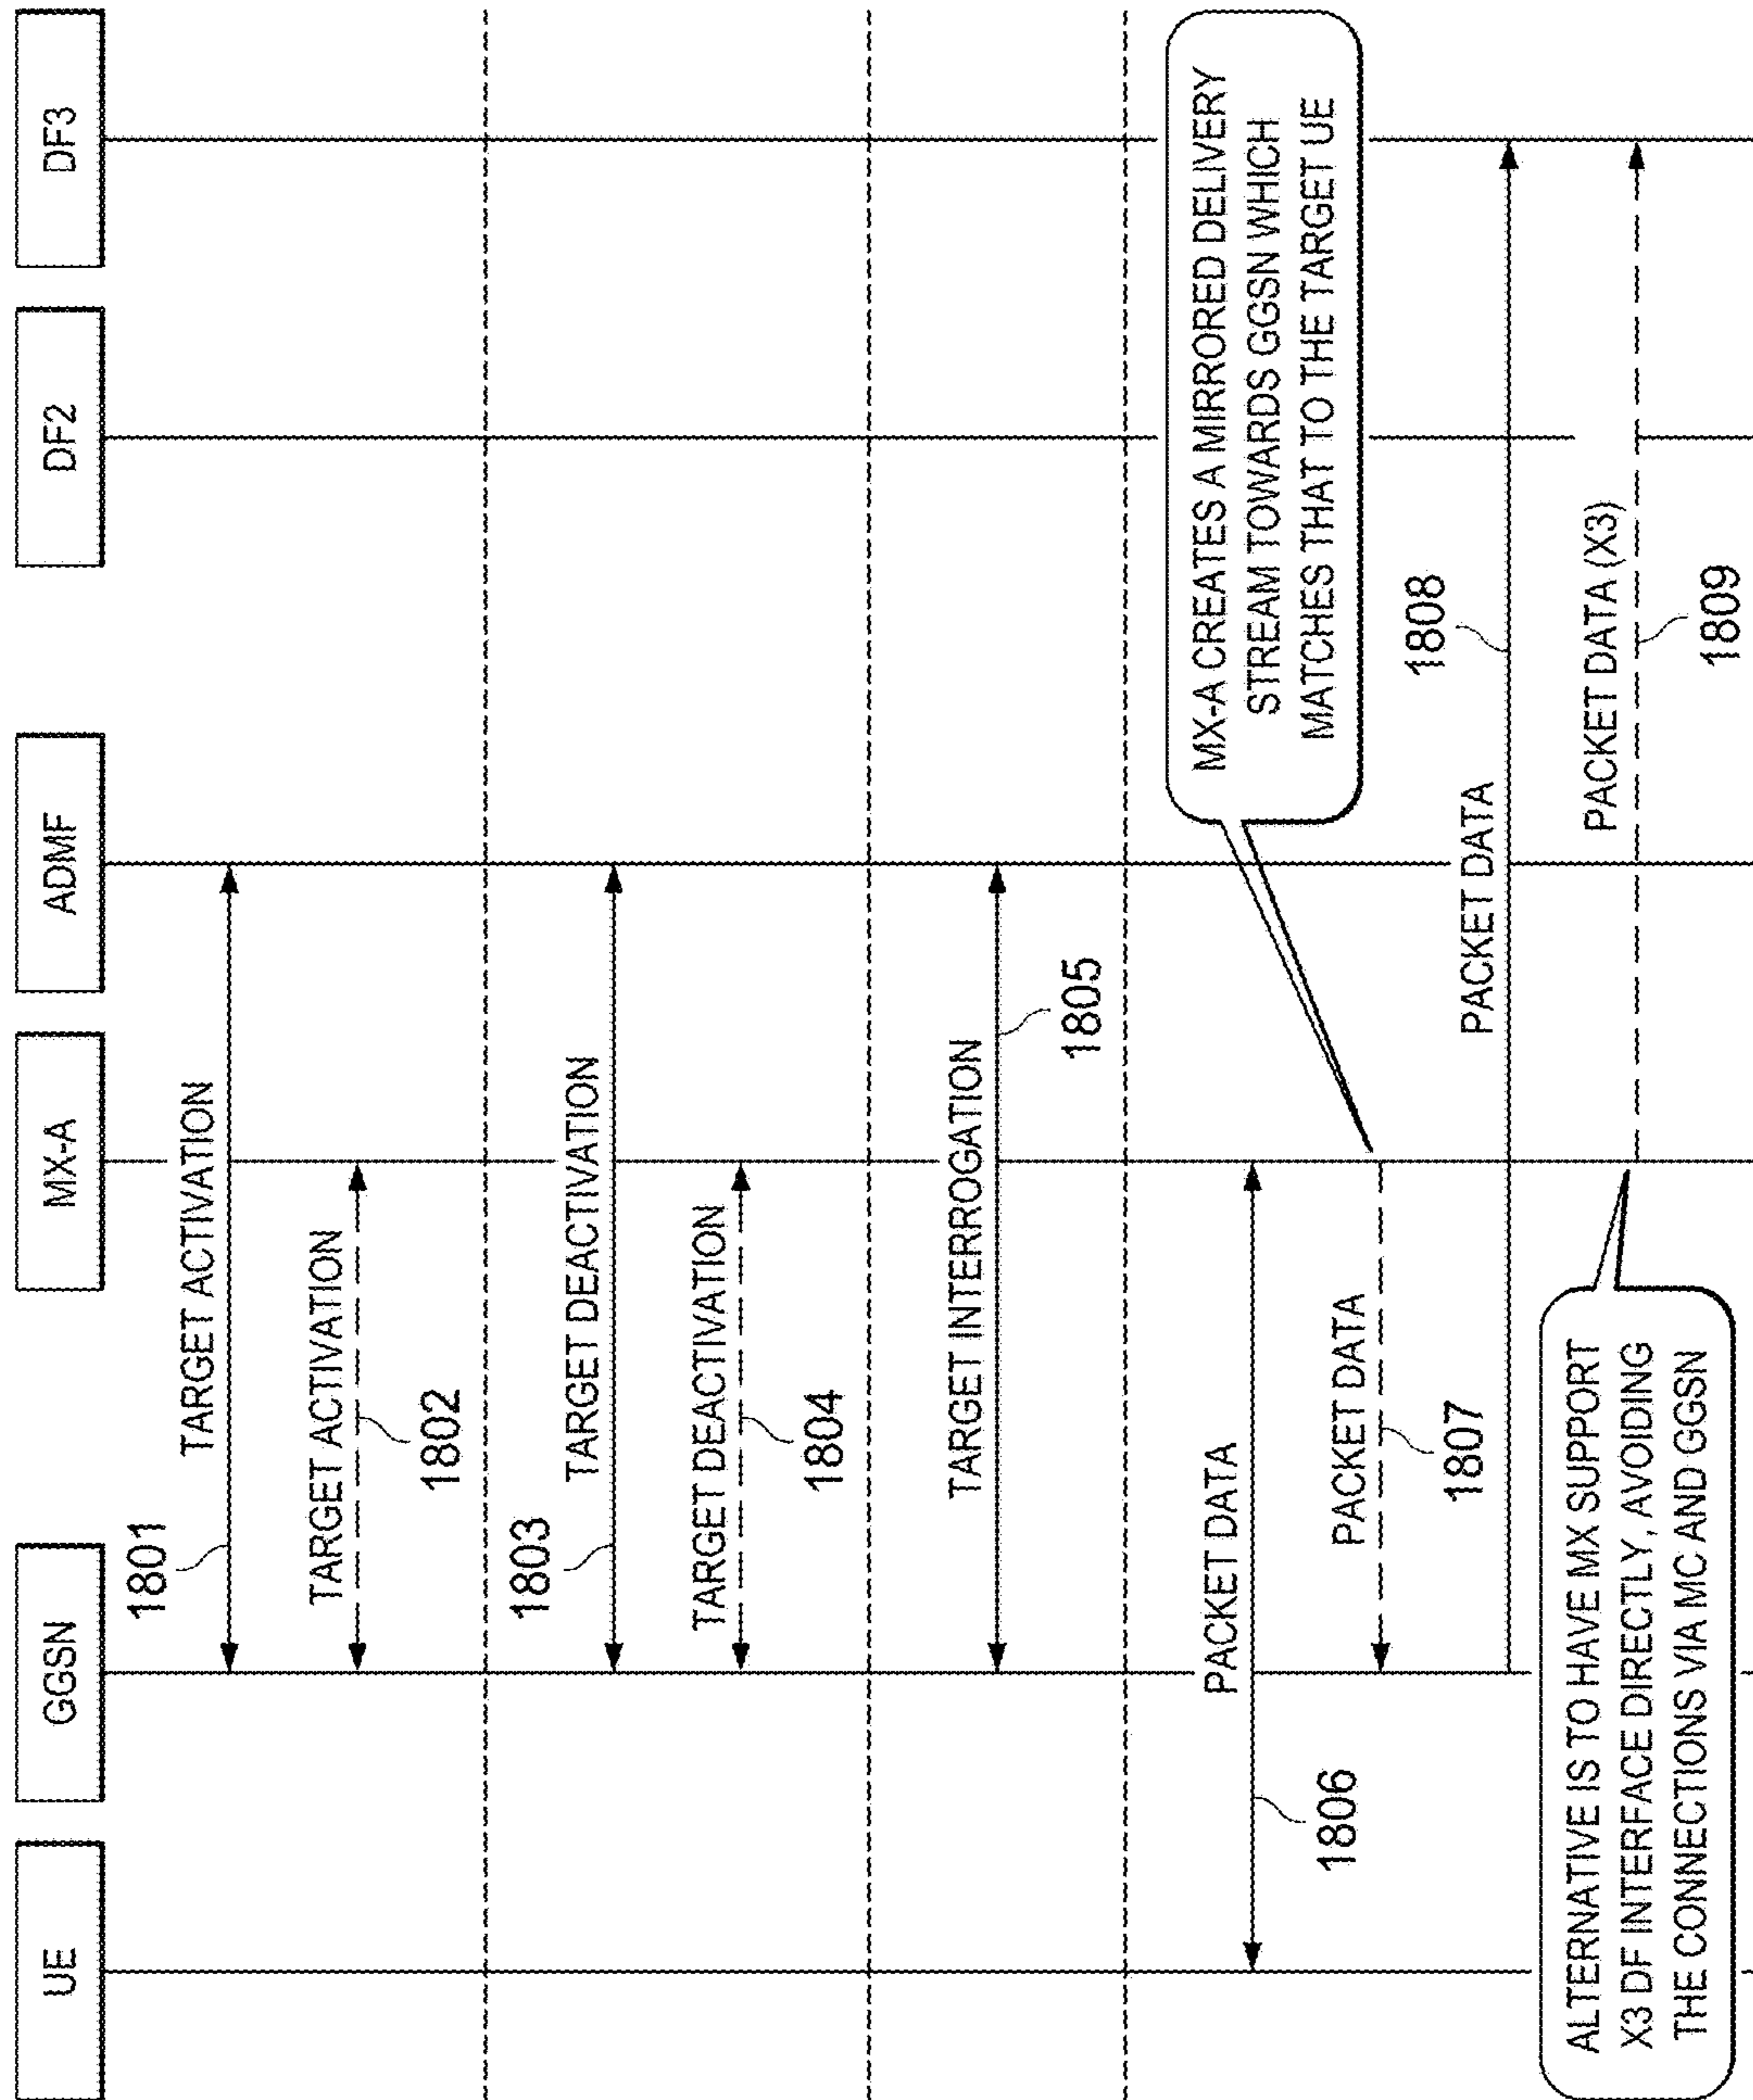 UE
GGSN
MX-A
ADMF
DF2
DF3
1801
TARGET ACTIVATION
TARGET ACTIVATION
1802
1803
TARGET DEACTIVATION
TARGET DEACTIVATION
1804
TARGET INTERROGATION
1805
PACKET DATA
1806
MX-A CREATES A MIRRORED DELIVERY
STREAM TOWARDS GGSN WHICH
MATCHES THAT TO THE TARGET UE
PACKET DATA
1807
PACKET DATA
1808
ALTERNATIVE IS TO HAVE MX SUPPORT
X3 DF INTERFACE DIRECTLY, AVOIDING
THE CONNECTIONS VIA MC AND GGSN
PACKET DATA (X3)
1809